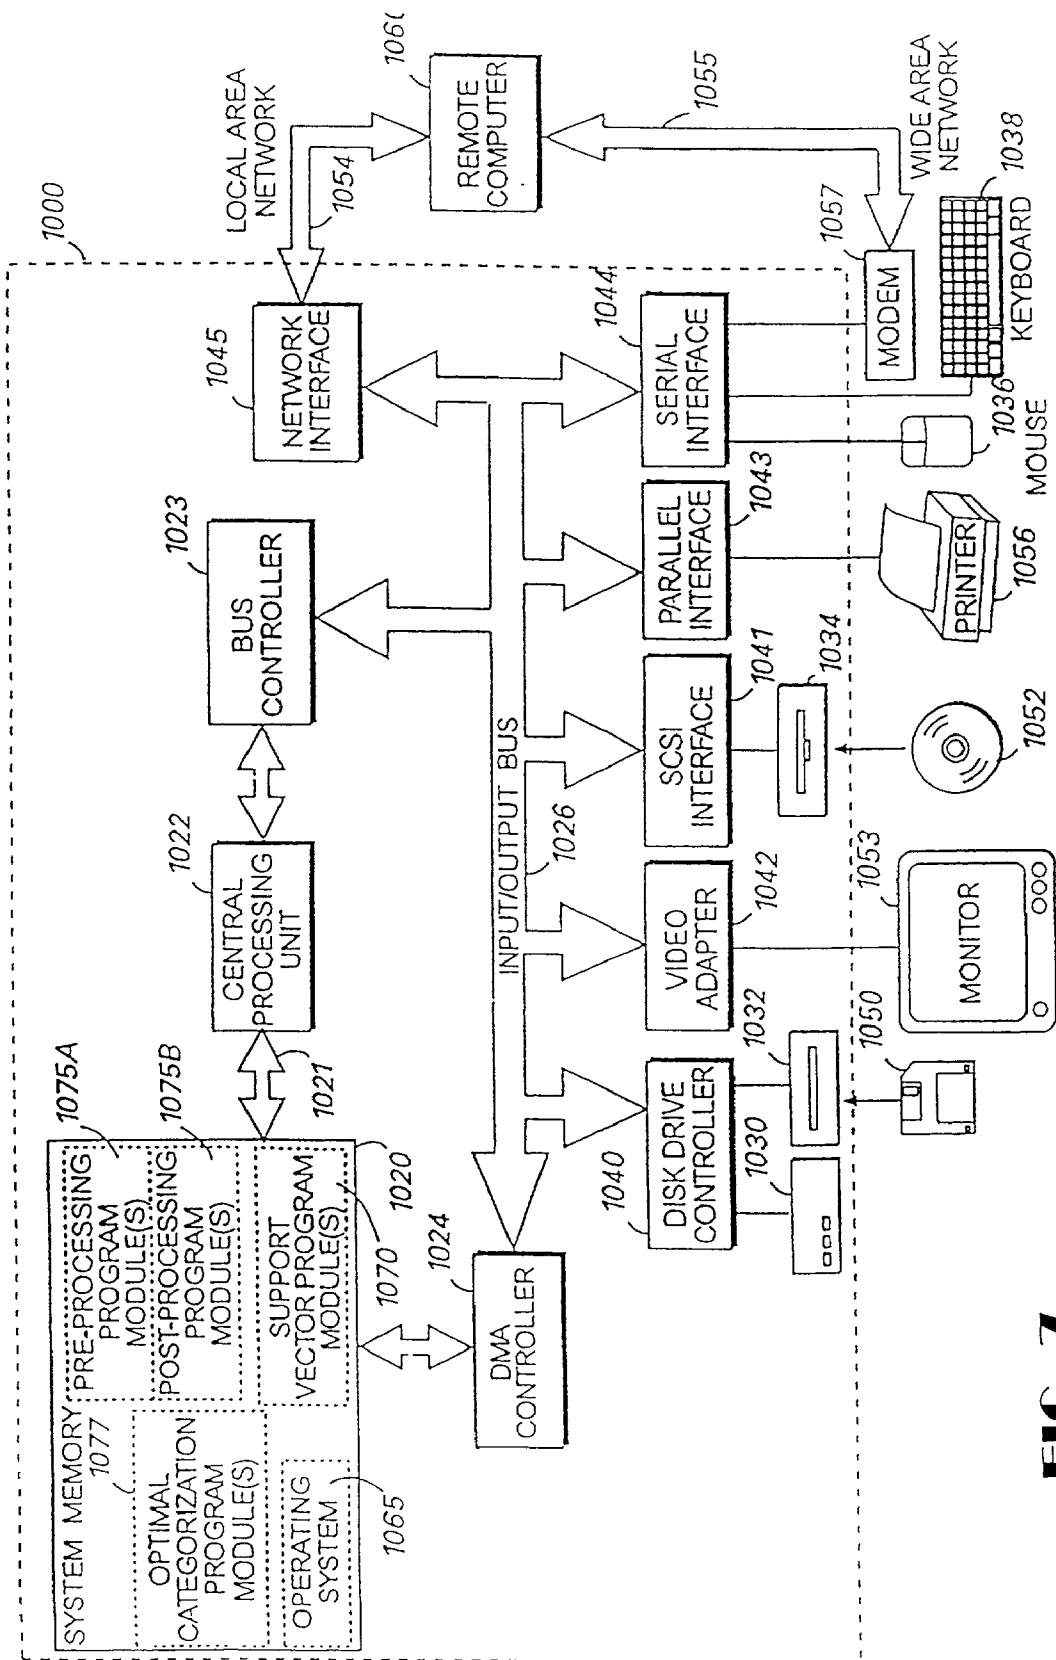 1000
SYSTEM MEMORY
1077
PRE-PROCESSING
PROGRAM
MODULE(S)
1075A
POST-PROCESSING
PROGRAM
MODULE(S)
1075B
OPTIMAL
CATEGORIZATION
PROGRAM
MODULE(S)
SUPPORT
VECTOR PROGRAM
MODULE(S)
1070
1020
OPERATING
SYSTEM
1065
1021
CENTRAL
PROCESSING
UNIT
1022
BUS
CONTROLLER
1023
NETWORK
INTERFACE
1045
LOCAL AREA
NETWORK
1054
REMOTE
COMPUTER
1055
WIDE AREA
NETWORK
DMA
CONTROLLER
1024
INPUT/OUTPUT BUS
1026
DISK DRIVE
CONTROLLER
1040
VIDEO
ADAPTER
1042
SCSI
INTERFACE
1041
PARALLEL
INTERFACE
1043
SERIAL
INTERFACE
1044
1030
1032
1034
MODEM
1057
1050
MONITOR
1053
1052
PRINTER
1056
MOUSE
1036
KEYBOARD
1038